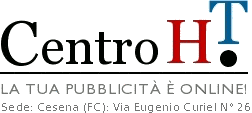 Centro HT.
LA TUA PUBBLICITÀ È ONLINE!
Sede: Cesena (FC): Via Eugenio Curiel N° 26